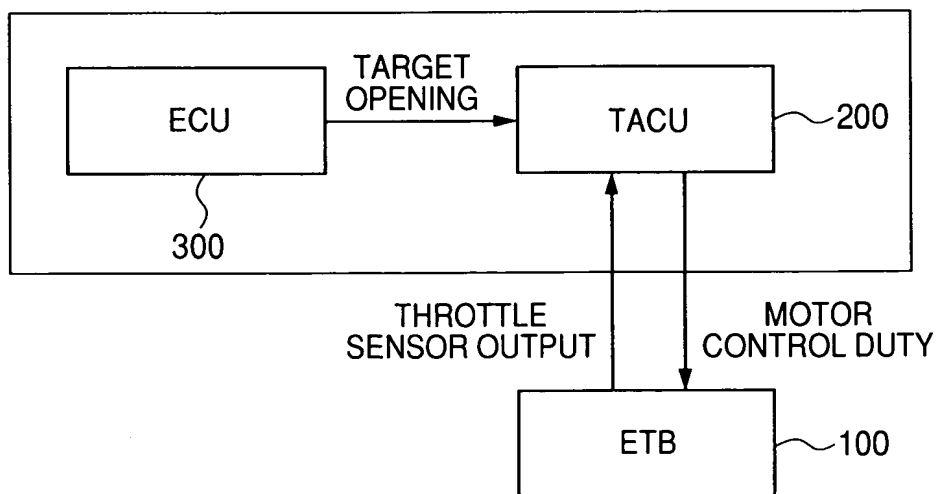 TARGET
OPENING
ECU
TACU
200
300
THROTTLE
SENSOR OUTPUT
MOTOR
CONTROL DUTY
ETB
100